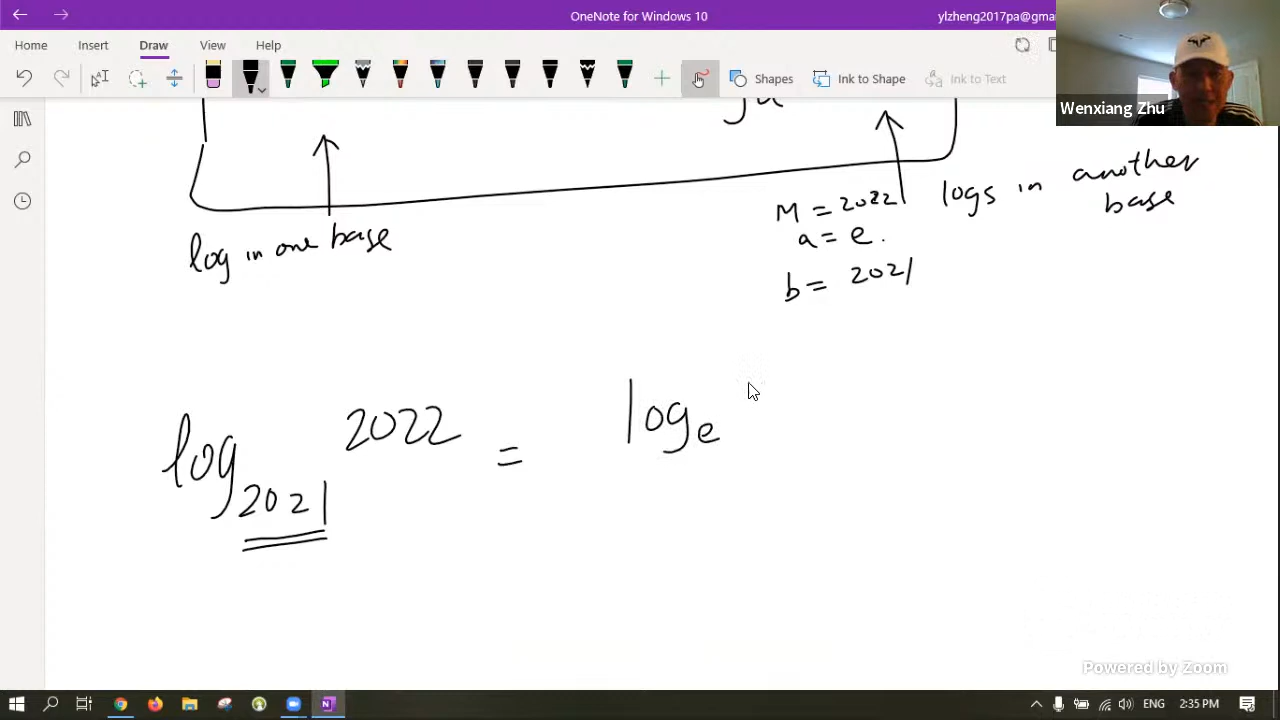 OneNote for Windows 10
ylzheng2017pa@gma
Home Insert Draw View Help
Shapes Ink to Shape Ink to Text
Wenxiang Zhu
log in one base
M = 2022
a = e.
b = 2021
logs in another
base
log 2021 2022 = log e
Powered by Zoom
ENG 2:35 PM